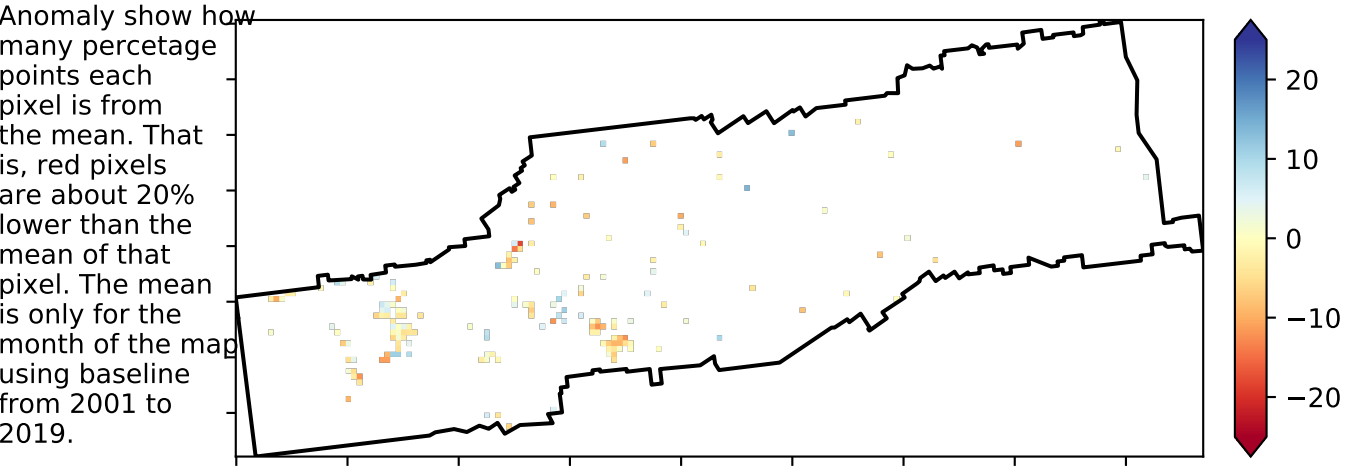 Anomaly show how
many percetage
points each
pixel is from
the mean. That
is, red pixels
are about 20%
lower than the
mean of that
pixel. The mean
is only for the
month of the map
using baseline
from 2001 to
2019.
20
10
0
−10
−20